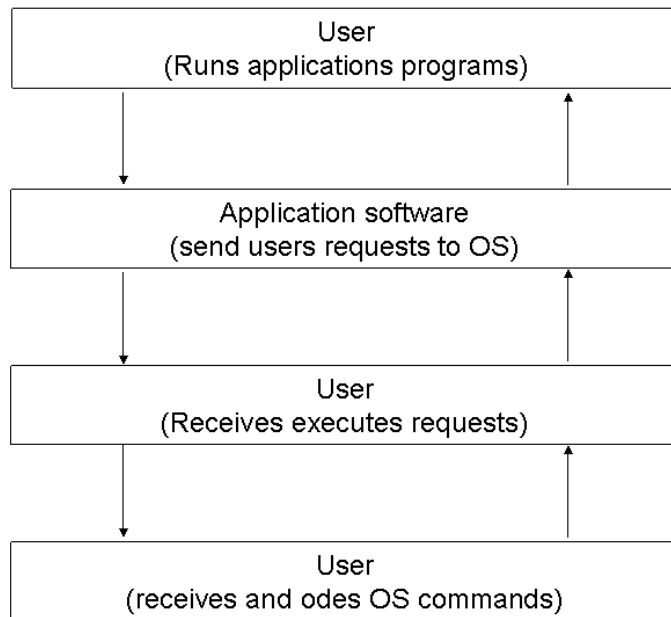 User
(Runs applications programs)
Application software
(send users requests to OS)
User
(Receives executes requests)
User
(receives and odes OS commands)